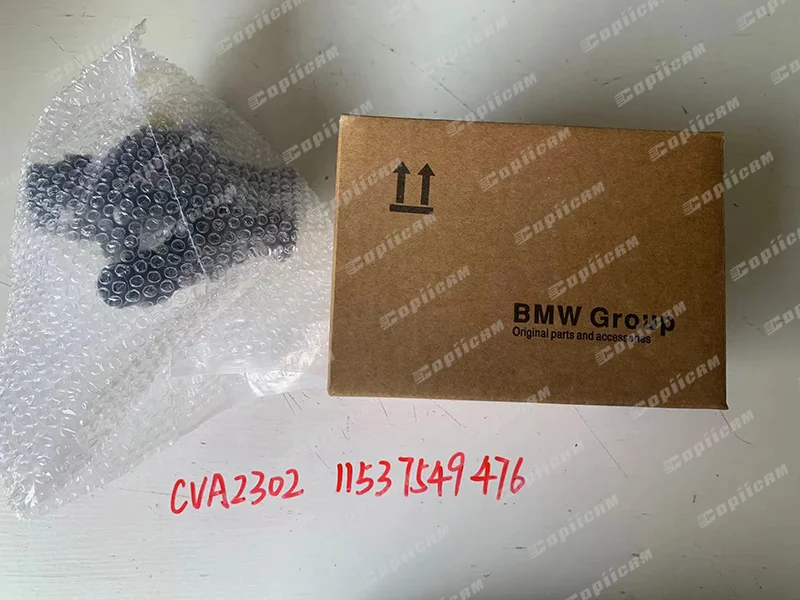 BMW Group
Original parts and accessories
CVA2302 11537549476
COPiiCAM